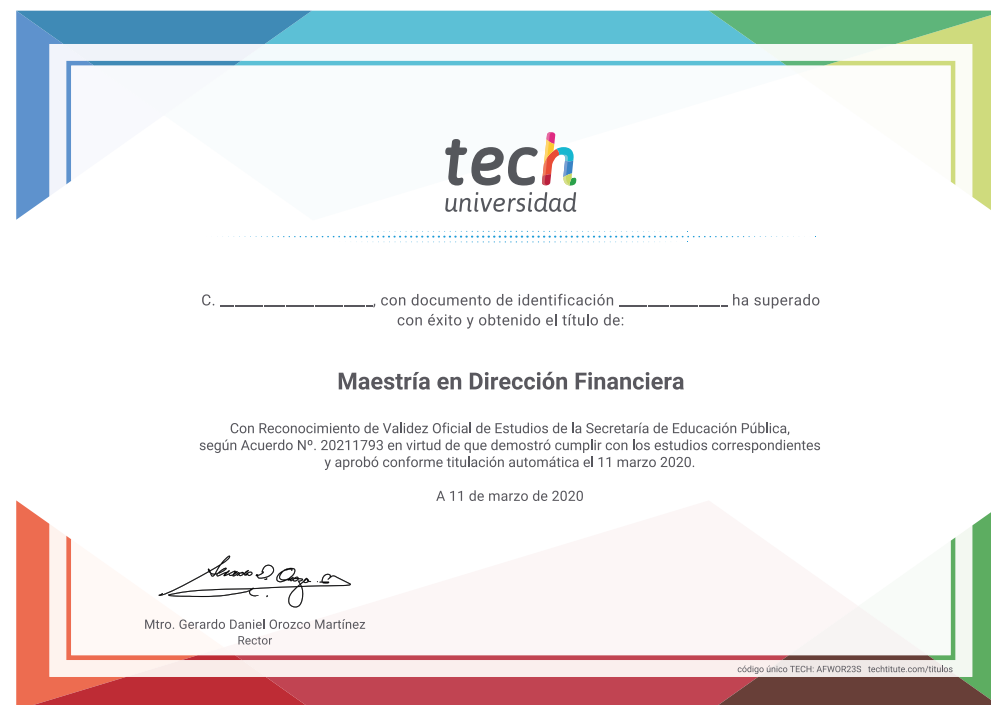 tech
universidad
C. ____________________, con documento de identificación ______________ ha superado
con éxito y obtenido el título de:
Maestría en Dirección Financiera
Con Reconocimiento de Validez Oficial de Estudios de la Secretaría de Educación Pública,
según Acuerdo Nº. 20211793 en virtud de que demostró cumplir con los estudios correspondientes
y aprobó conforme titulación automática el 11 marzo 2020.
A 11 de marzo de 2020
Mtro. Gerardo Daniel Orozco Martínez
Rector
código único TECH: AFWOR23S techtitute.com/titulos